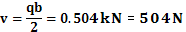 v = qb/2 = 0.504 kN = 504 N